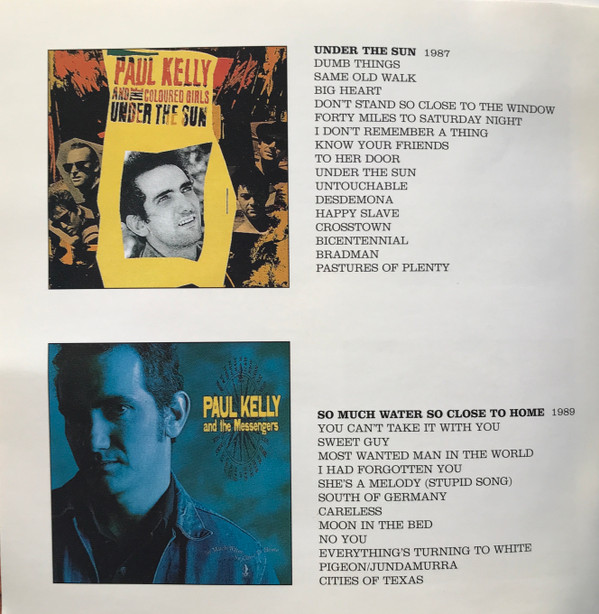 PAUL KELLY
AND THE COLOURED GIRLS
UNDER THE SUN
UNDER THE SUN 1987
DUMB THINGS
SAME OLD WALK
BIG HEART
DON'T STAND SO CLOSE TO THE WINDOW
FORTY MILES TO SATURDAY NIGHT
I DON'T REMEMBER A THING
KNOW YOUR FRIENDS
TO HER DOOR
UNDER THE SUN
UNTOUCHABLE
DESDEMONA
HAPPY SLAVE
CROSSTOWN
BICENTENNIAL
BRADMAN
PASTURES OF PLENTY
PAUL KELLY
and the Messengers
SO MUCH WATER SO CLOSE TO HOME 1989
YOU CAN'T TAKE IT WITH YOU
SWEET GUY
MOST WANTED MAN IN THE WORLD
I HAD FORGOTTEN YOU
SHE'S A MELODY (STUPID SONG)
SOUTH OF GERMANY
CARELESS
MOON IN THE BED
NO YOU
EVERYTHING'S TURNING TO WHITE
PIGEON/JUNDAMURRA
CITIES OF TEXAS